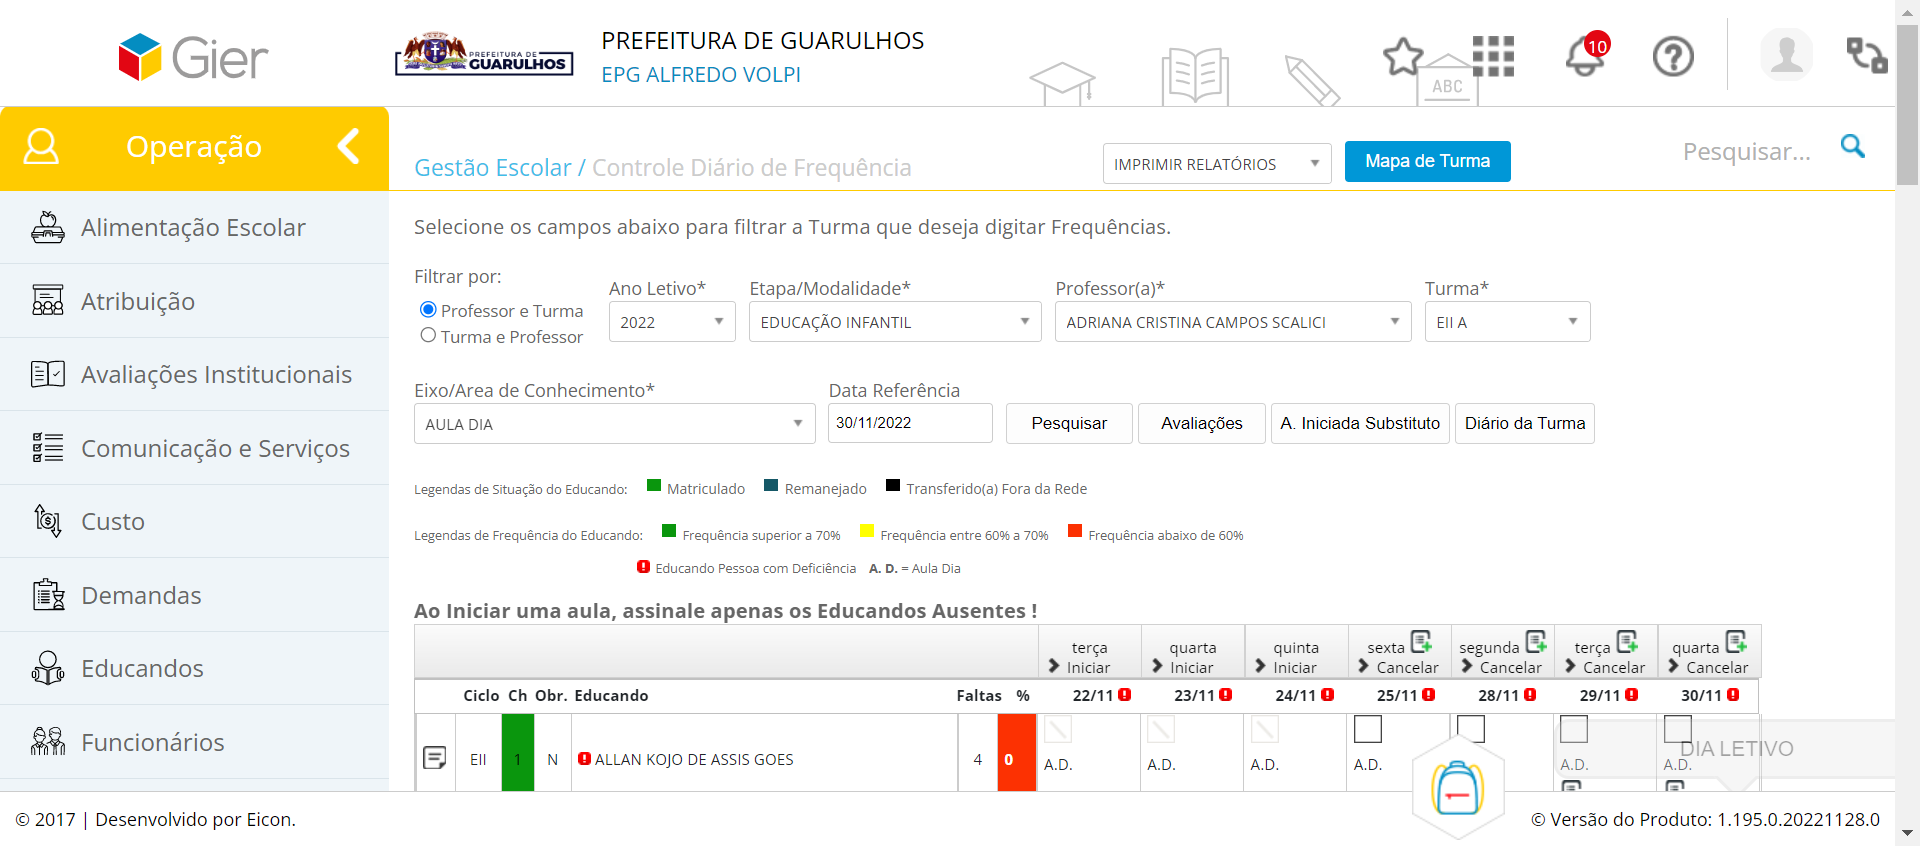 Gier
PREFEITURA DE
GUARULHOS
PREFEITURA DE GUARULHOS
EPG ALFREDO VOLPI
ABC
10
Operação
Gestão Escolar / Controle Diário de Frequência
IMPRIMIR RELATÓRIOS
Mapa de Turma
Pesquisar...
Alimentação Escolar
Atribuição
Avaliações Institucionais
Comunicação e Serviços
Custo
Demandas
Educandos
Funcionários
Selecione os campos abaixo para filtrar a Turma que deseja digitar Frequências.
Filtrar por:
Professor e Turma
Turma e Professor
Ano Letivo*
2022
Etapa/Modalidade*
EDUCAÇÃO INFANTIL
Professor(a)*
ADRIANA CRISTINA CAMPOS SCALICI
Turma*
EII A
Eixo/Area de Conhecimento*
AULA DIA
Data Referência
30/11/2022
Pesquisar
Avaliações
A. Iniciada Substituto
Diário da Turma
Legendas de Situação do Educando: Matriculado Remanejado Transferido(a) Fora da Rede
Legendas de Frequência do Educando: Frequência superior a 70% Frequência entre 60% a 70% Frequência abaixo de 60%
Educando Pessoa com Deficiência A. D. = Aula Dia
Ao Iniciar uma aula, assinale apenas os Educandos Ausentes !
terça quarta quinta sexta segunda terça quarta
Iniciar Iniciar Iniciar Cancelar Cancelar Cancelar Cancelar
Ciclo Ch Obr. Educando Faltas % 22/11 23/11 24/11 25/11 28/11 29/11 30/11
EII 1 N ALLAN KOJO DE ASSIS GOES 4 0 A.D. A.D. A.D. A.D. A.D. A.D.
DIA LETIVO
© 2017 | Desenvolvido por Eicon.
© Versão do Produto: 1.195.0.20221128.0